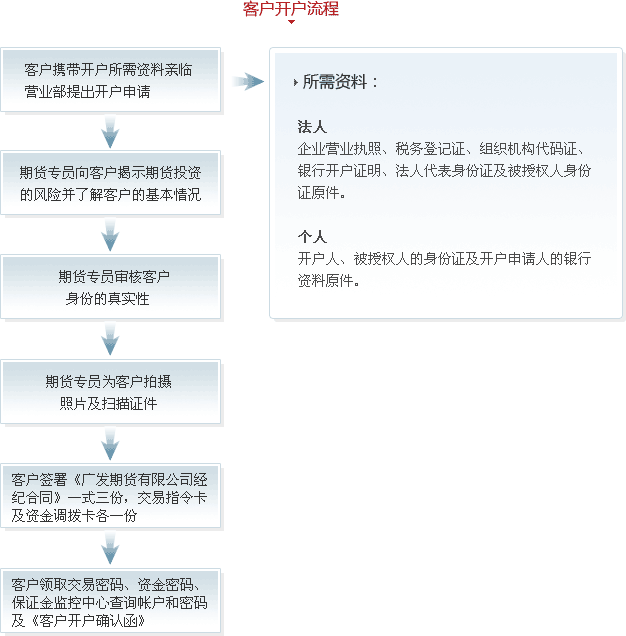 客户开户流程
客户携带开户所需资料亲临
营业部提出开户申请
期货专员向客户揭示期货投资
的风险并了解客户的基本情况
期货专员审核客户
身份的真实性
期货专员为客户拍摄
照片及扫描证件
客户签署《广发期货有限公司经
纪合同》一式三份，交易指令卡
及资金调拨卡各一份
客户领取交易密码、资金密码、
保证金监控中心查询帐户和密码
及《客户开户确认函》
所需资料：
法人
企业营业执照、税务登记证、组织机构代码证、
银行开户证明、法人代表身份证及被授权人身份
证原件。
个人
开户人、被授权人的身份证及开户申请人的银行
资料原件。